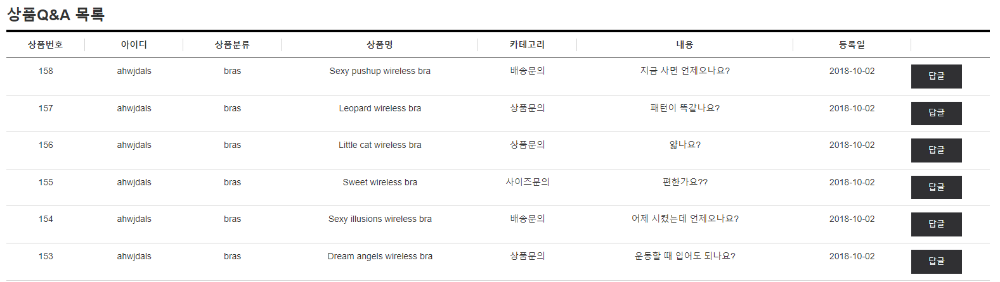 상품Q&A 목록
상품번호 아이디 상품분류 상품명 카테고리 내용 등록일
158 ahwjdals bras Sexy pushup wireless bra 배송문의 지금 사면 언제오나요? 2018-10-02 답글
157 ahwjdals bras Leopard wireless bra 상품문의 패턴이 똑같나요? 2018-10-02 답글
156 ahwjdals bras Little cat wireless bra 상품문의 얇나요? 2018-10-02 답글
155 ahwjdals bras Sweet wireless bra 사이즈문의 편한가요?? 2018-10-02 답글
154 ahwjdals bras Sexy illusions wireless bra 배송문의 어제 시켰는데 언제오나요? 2018-10-02 답글
153 ahwjdals bras Dream angels wireless bra 상품문의 운동할 때 입어도 되나요? 2018-10-02 답글